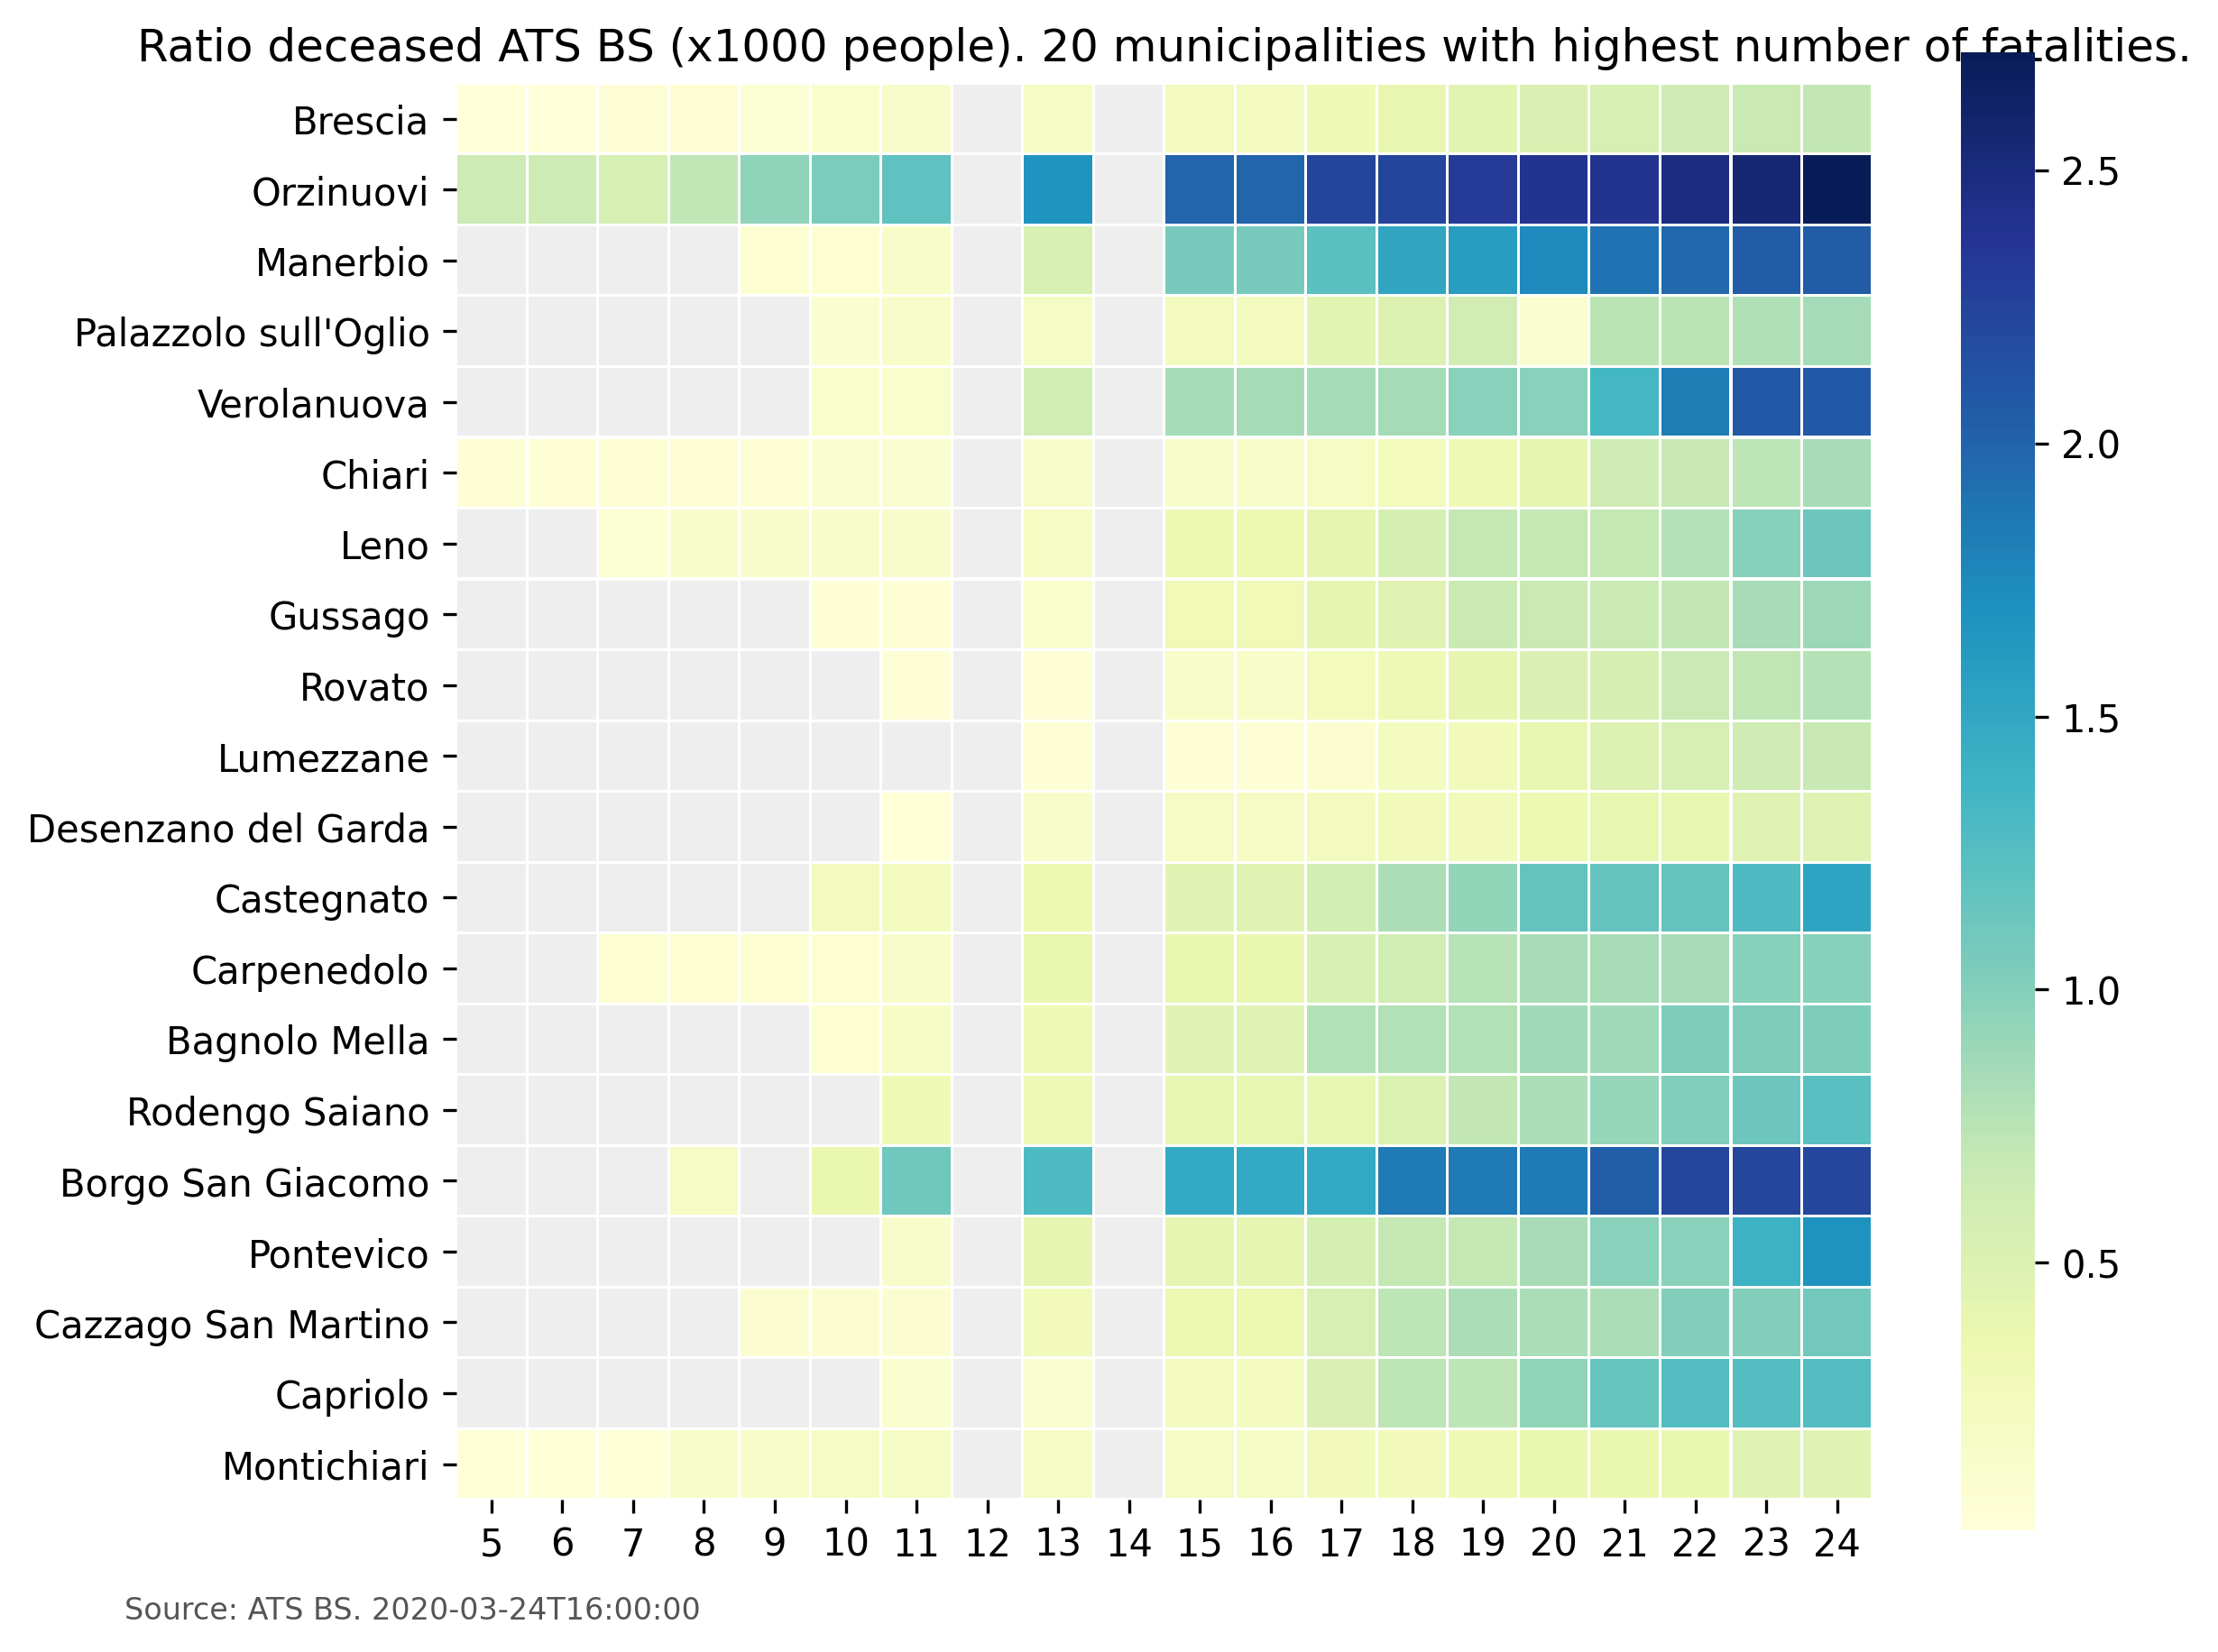 Ratio deceased ATS BS (x1000 people). 20 municipalities with highest number of fatalities.
Brescia
Orzinuovi
Manerbio
Palazzolo sull'Oglio
Verolanuova
Chiari
Leno
Gussago
Rovato
Lumezzane
Desenzano del Garda
Castegnato
Carpenedolo
Bagnolo Mella
Rodengo Saiano
Borgo San Giacomo
Pontevico
Cazzago San Martino
Capriolo
Montichiari
5 6 7 8 9 10 11 12 13 14 15 16 17 18 19 20 21 22 23 24
2.5
2.0
1.5
1.0
0.5
Source: ATS BS. 2020-03-24T16:00:00